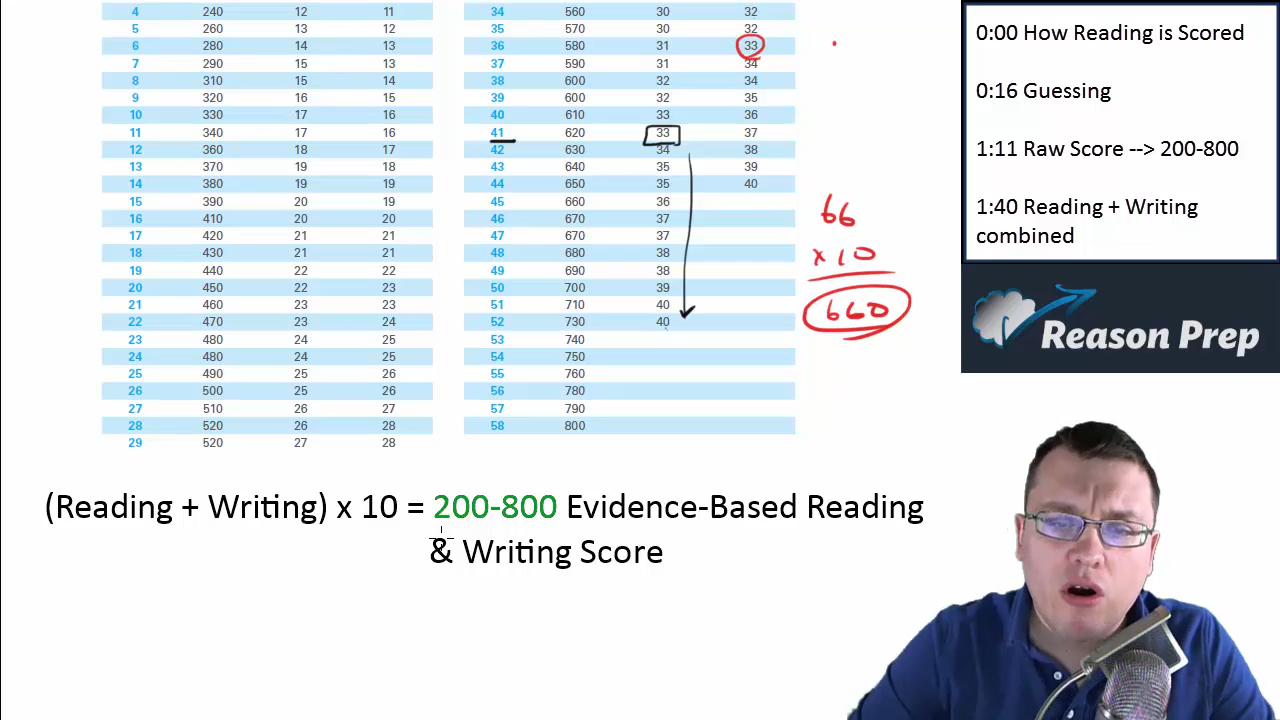 4 240 12 11
5 260 13 12
6 280 14 13
7 290 15 13
8 310 15 14
9 320 16 15
10 330 17 16
11 340 17 16
12 360 18 17
13 370 19 18
14 380 19 19
15 390 20 19
16 410 20 20
17 420 21 21
18 430 21 21
19 440 22 22
20 450 22 23
21 460 23 23
22 470 23 24
23 480 24 25
24 480 24 25
25 490 25 26
26 500 25 26
27 510 26 27
28 520 26 28
29 520 27 28
34 560 30 32
35 570 30 32
36 580 31 33
37 590 31 34
38 600 32 34
39 600 32 35
40 610 33 36
41 620 33 37
42 630 34 38
43 640 35 39
44 650 35 40
45 660 36
46 670 37
47 670 37
48 680 38
49 690 38
50 700 39
51 710 40
52 730 40
53 740
54 750
55 760
56 780
57 790
58 800
66
x 10
660
(Reading + Writing) x 10 = 200-800 Evidence-Based Reading
& Writing Score
0:00 How Reading is Scored
0:16 Guessing
1:11 Raw Score --> 200-800
1:40 Reading + Writing
combined
Reason Prep